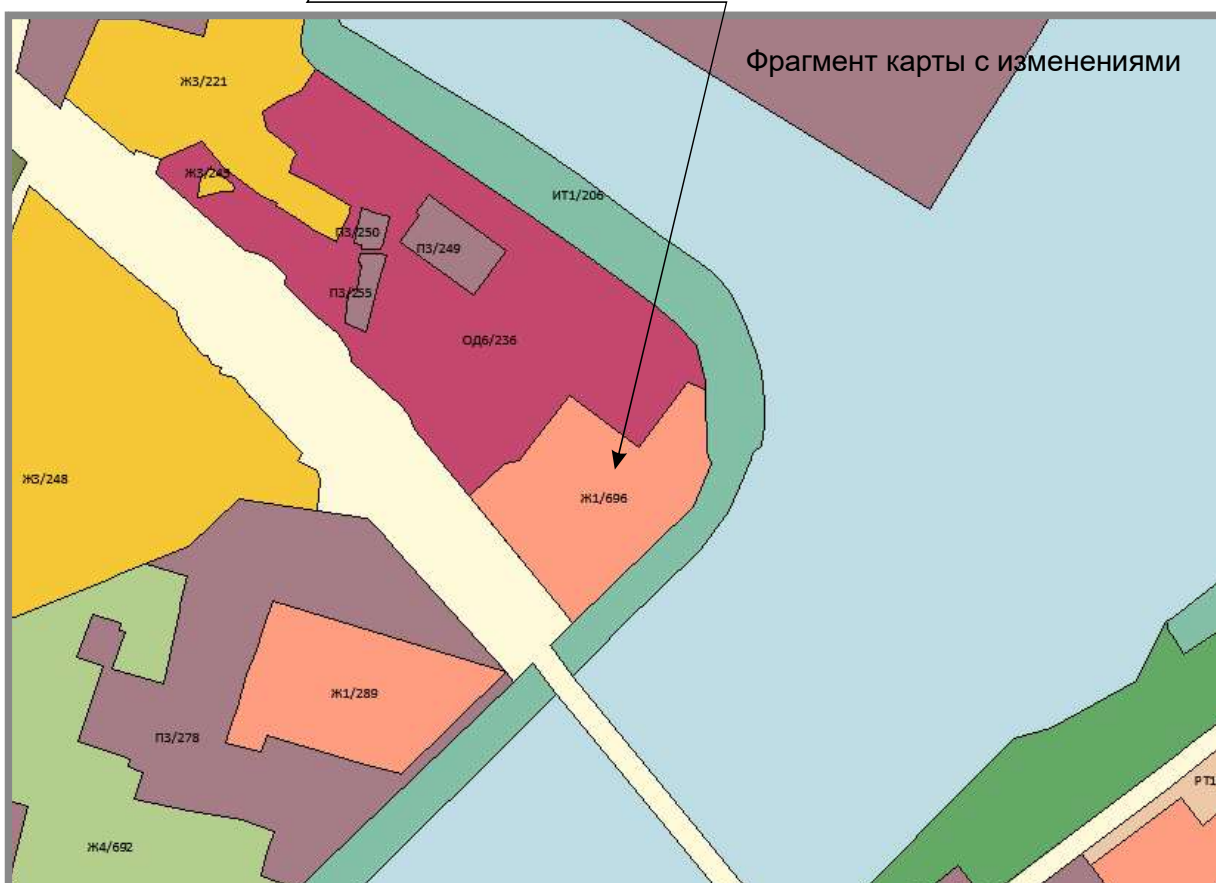 Фрагмент карты с изменениями
Ж3/221
Ж3/245
ИТ1/206
П3/250
П3/249
П3/255
ОД6/236
Ж3/248
Ж1/696
Ж1/289
П3/278
РТ1
Ж4/692